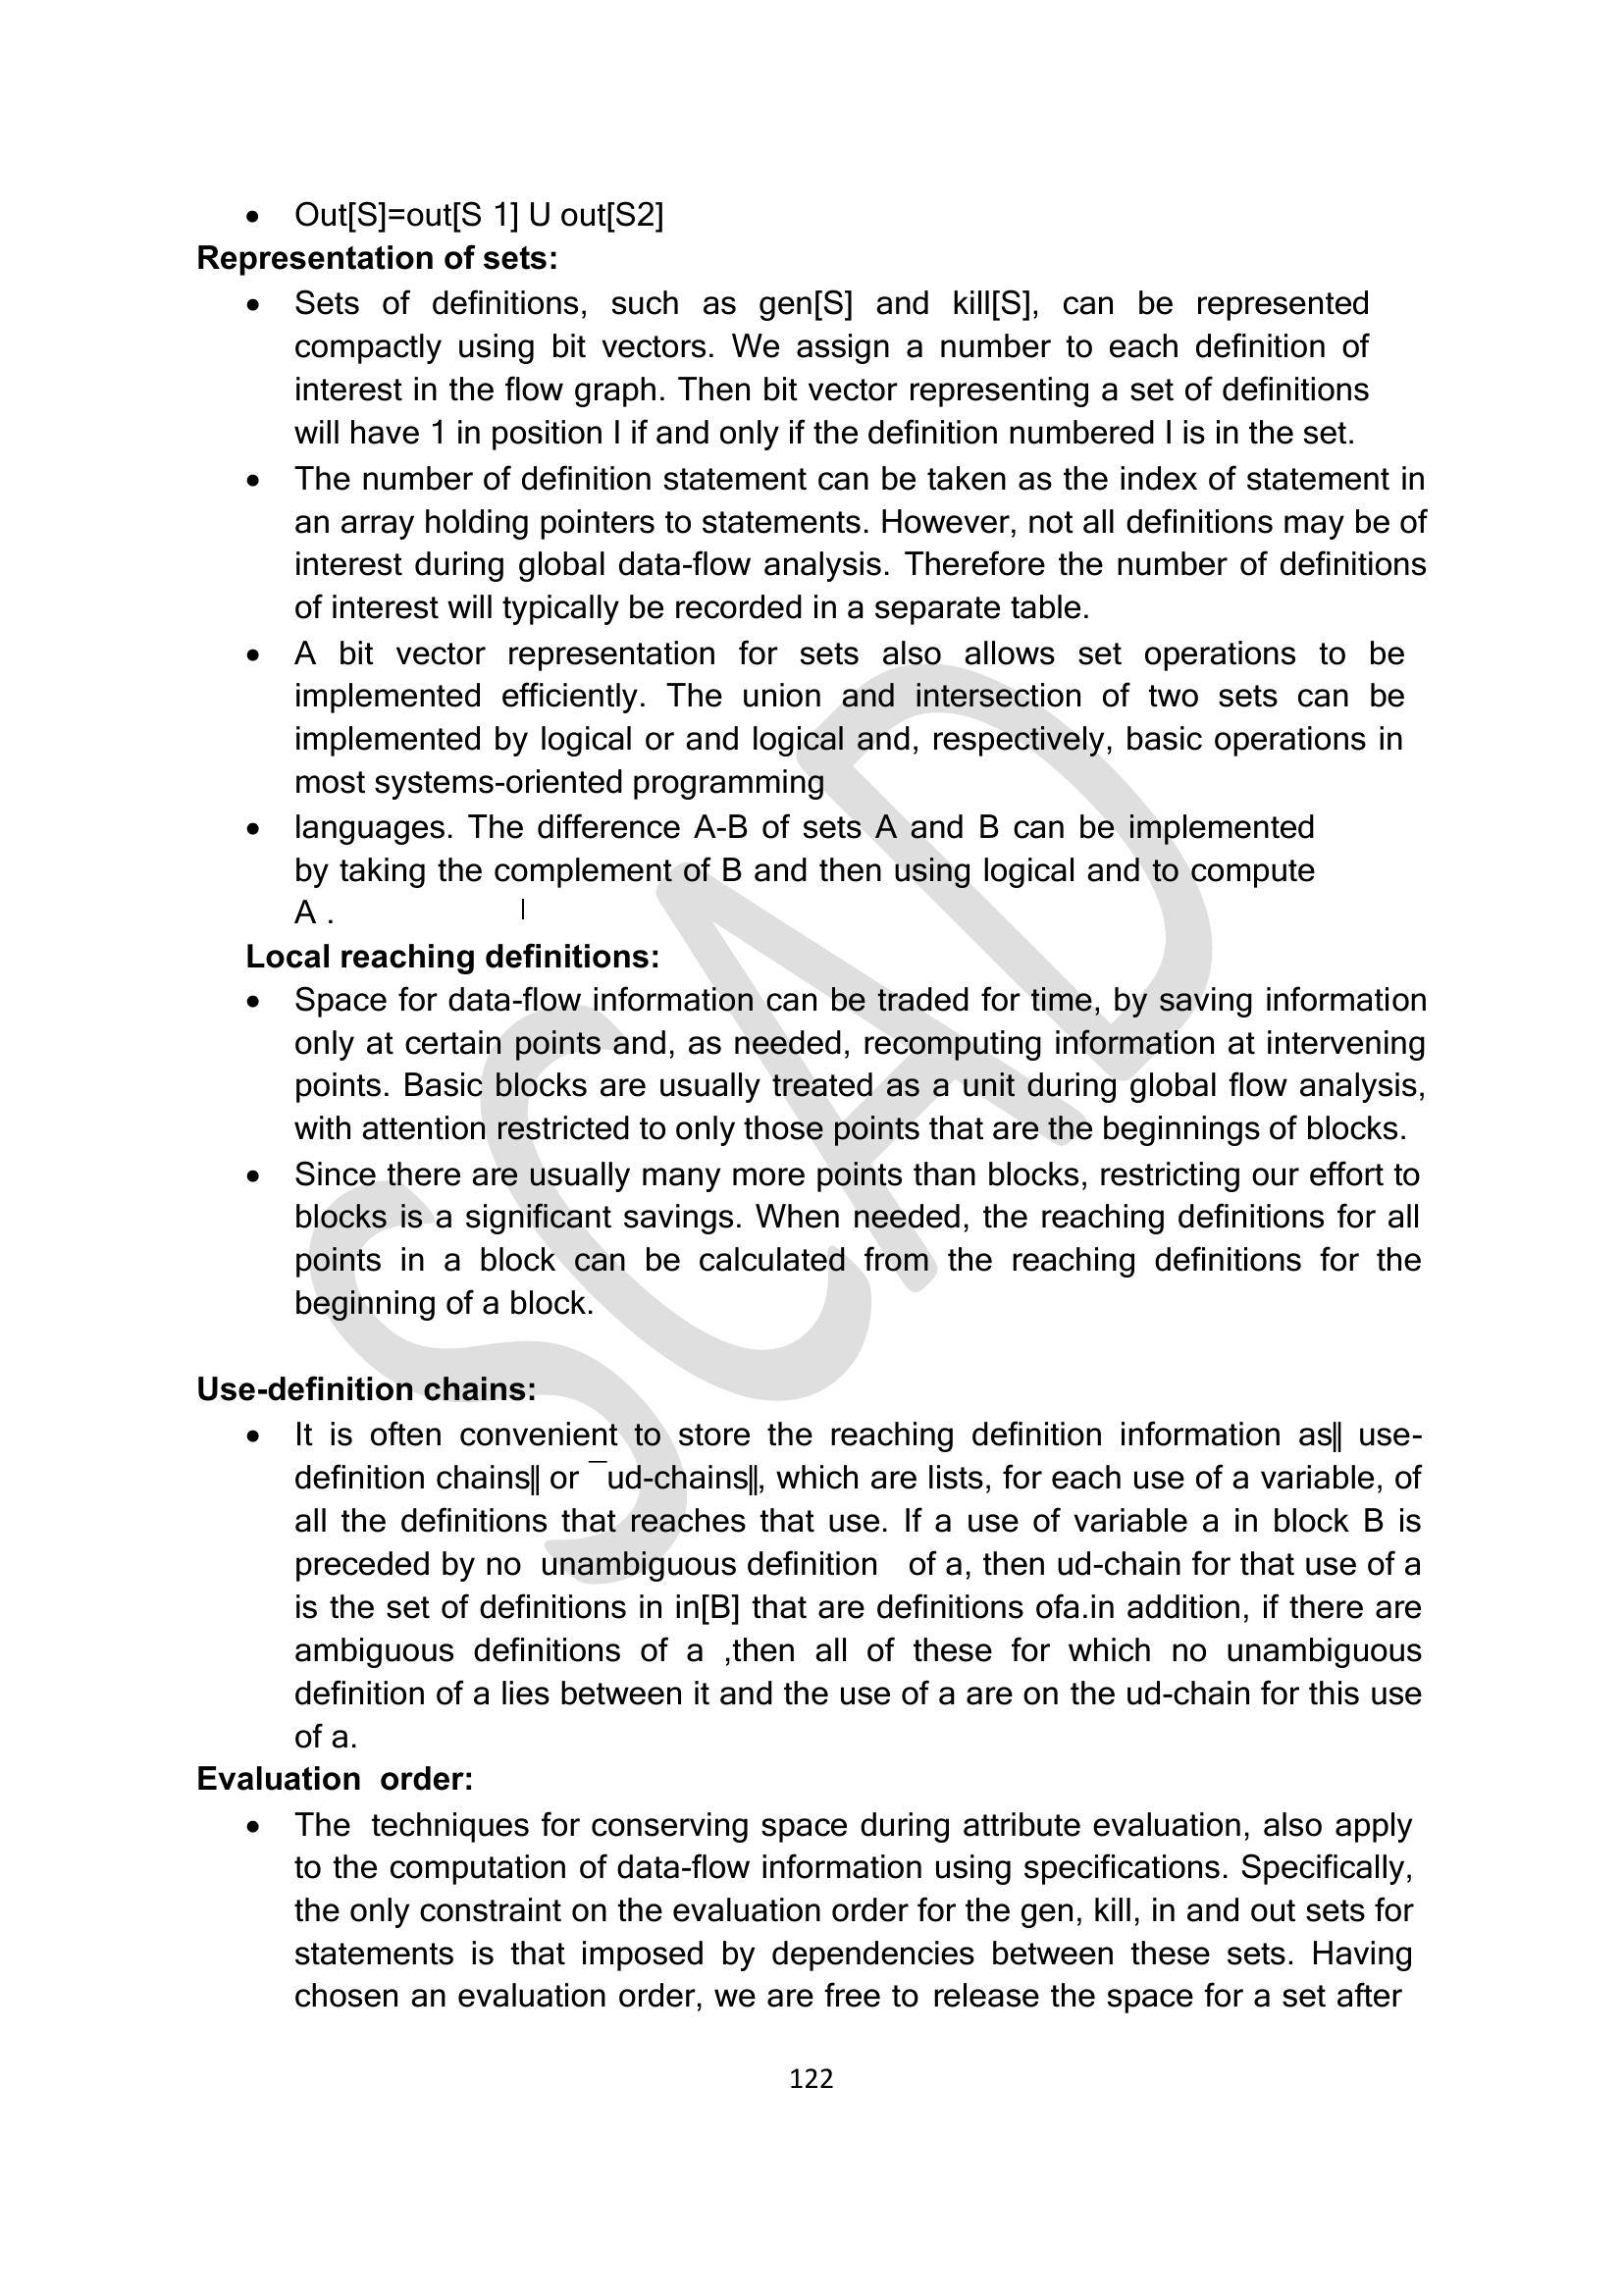 • Out[S]=out[S 1] U out[S2]
Representation of sets:
• Sets of definitions, such as gen[S] and kill[S], can be represented
compactly using bit vectors. We assign a number to each definition of
interest in the flow graph. Then bit vector representing a set of definitions
will have 1 in position I if and only if the definition numbered I is in the set.
• The number of definition statement can be taken as the index of statement in
an array holding pointers to statements. However, not all definitions may be of
interest during global data-flow analysis. Therefore the number of definitions
of interest will typically be recorded in a separate table.
• A bit vector representation for sets also allows set operations to be
implemented efficiently. The union and intersection of two sets can be
implemented by logical or and logical and, respectively, basic operations in
most systems-oriented programming
• languages. The difference A-B of sets A and B can be implemented
by taking the complement of B and then using logical and to compute
A . |
Local reaching definitions:
• Space for data-flow information can be traded for time, by saving information
only at certain points and, as needed, recomputing information at intervening
points. Basic blocks are usually treated as a unit during global flow analysis,
with attention restricted to only those points that are the beginnings of blocks.
• Since there are usually many more points than blocks, restricting our effort to
blocks is a significant savings. When needed, the reaching definitions for all
points in a block can be calculated from the reaching definitions for the
beginning of a block.
Use-definition chains:
• It is often convenient to store the reaching definition information as‖ use-
definition chains‖ or ―ud-chains‖, which are lists, for each use of a variable, of
all the definitions that reaches that use. If a use of variable a in block B is
preceded by no unambiguous definition of a, then ud-chain for that use of a
is the set of definitions in in[B] that are definitions ofa.in addition, if there are
ambiguous definitions of a ,then all of these for which no unambiguous
definition of a lies between it and the use of a are on the ud-chain for this use
of a.
Evaluation order:
• The techniques for conserving space during attribute evaluation, also apply
to the computation of data-flow information using specifications. Specifically,
the only constraint on the evaluation order for the gen, kill, in and out sets for
statements is that imposed by dependencies between these sets. Having
chosen an evaluation order, we are free to release the space for a set after
122
SCAD